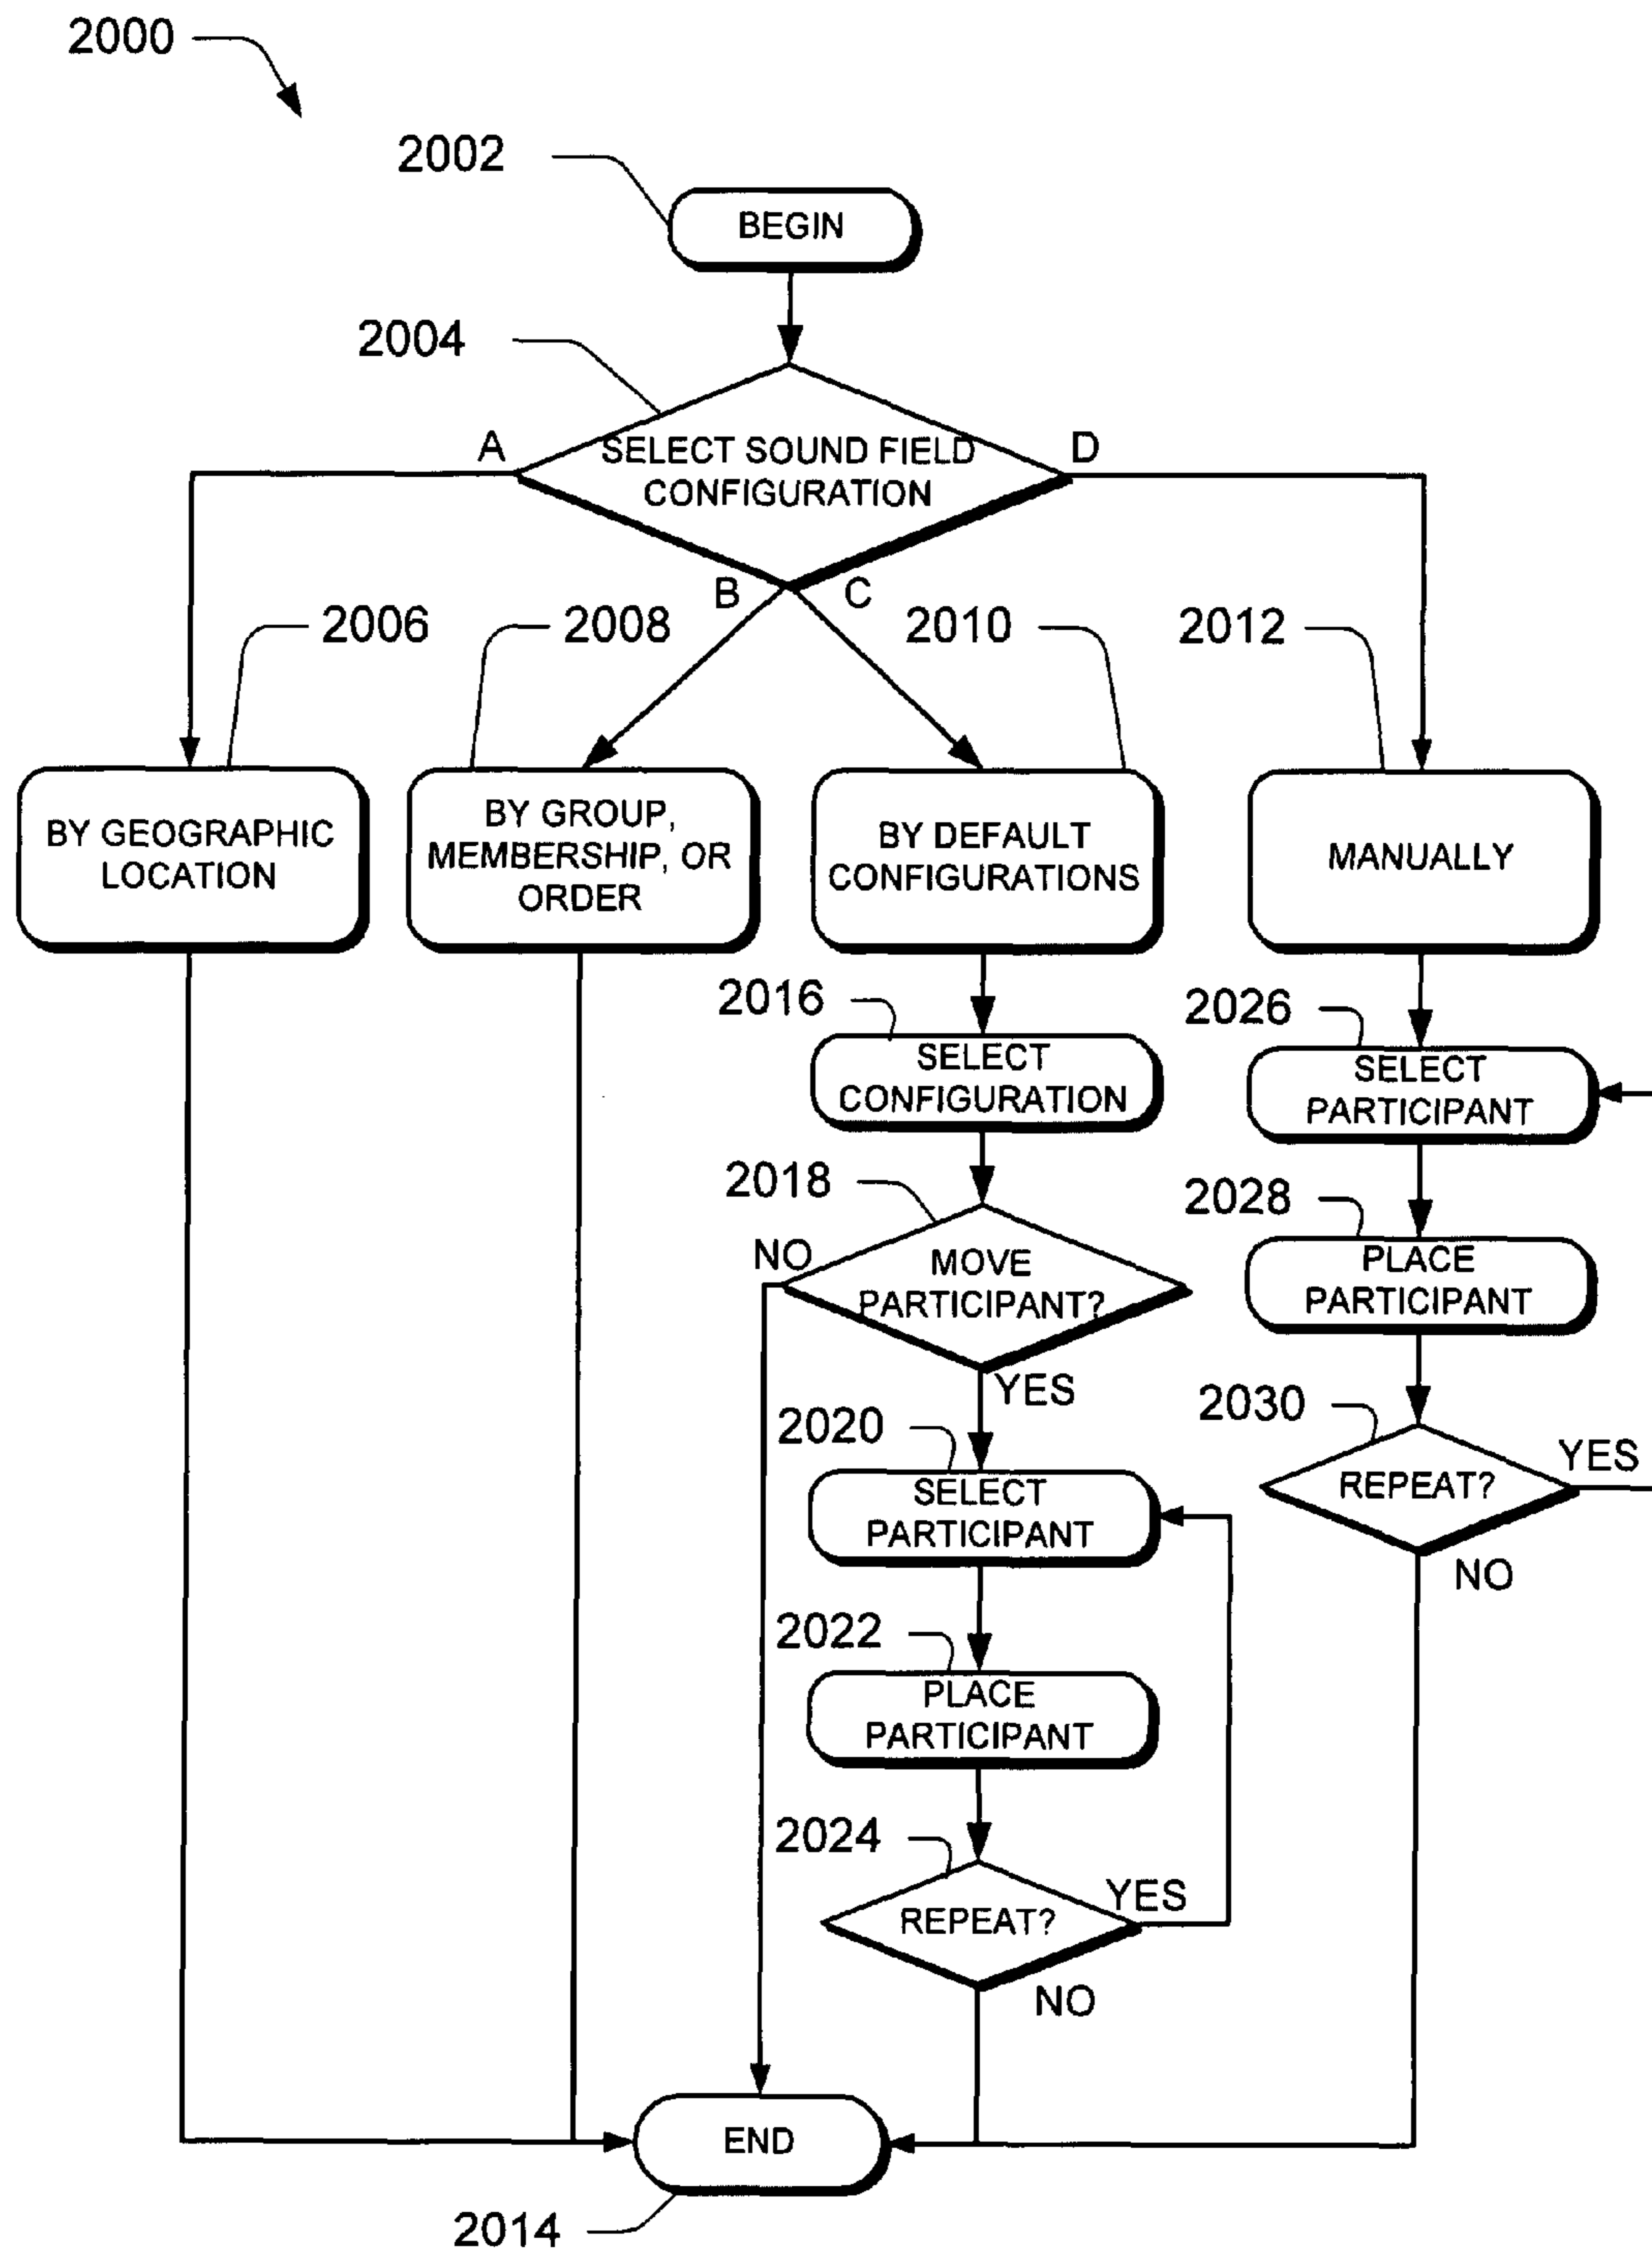 2000
2002
BEGIN
2004
A
SELECT SOUND FIELD
CONFIGURATION
D
B
C
2006
2008
2010
2012
BY GEOGRAPHIC
LOCATION
BY GROUP,
MEMBERSHIP, OR
ORDER
BY DEFAULT
CONFIGURATIONS
MANUALLY
2016
SELECT
CONFIGURATION
2018
NO
MOVE
PARTICIPANT?
YES
2020
SELECT
PARTICIPANT
2022
PLACE
PARTICIPANT
2024
REPEAT?
YES
NO
2026
SELECT
PARTICIPANT
2028
PLACE
PARTICIPANT
2030
REPEAT?
YES
NO
END
2014